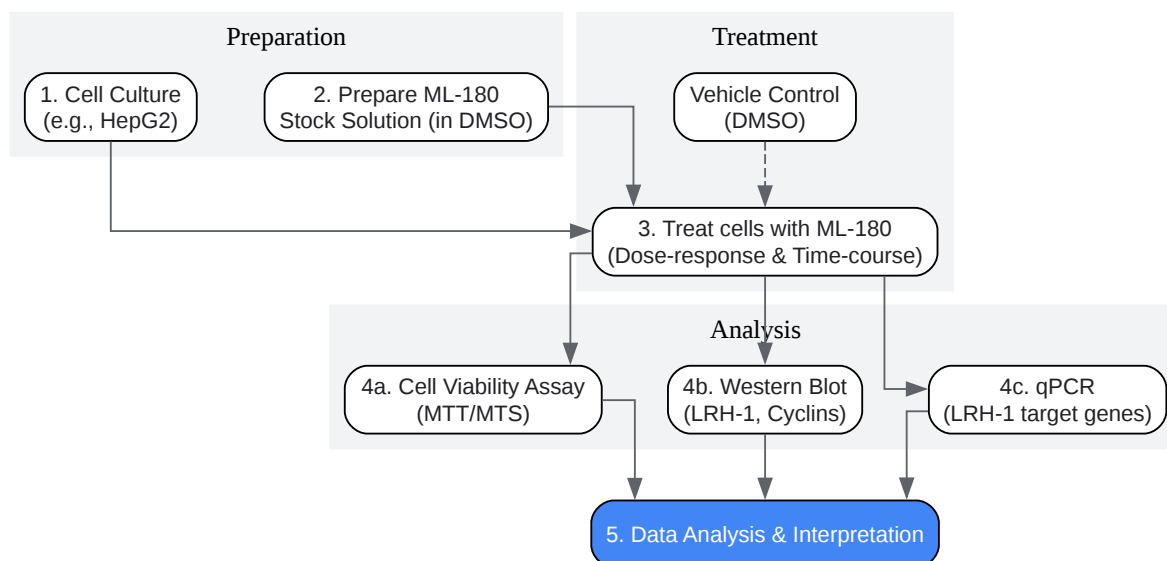 Preparation
Treatment
1. Cell Culture
(e.g., HepG2)
2. Prepare ML-180
Stock Solution (in DMSO)
Vehicle Control
(DMSO)
3. Treat cells with ML-180
(Dose-response & Time-course)
Analysis
4a. Cell Viability Assay
(MTT/MTS)
4b. Western Blot
(LRH-1, Cyclins)
4c. qPCR
(LRH-1 target genes)
5. Data Analysis & Interpretation